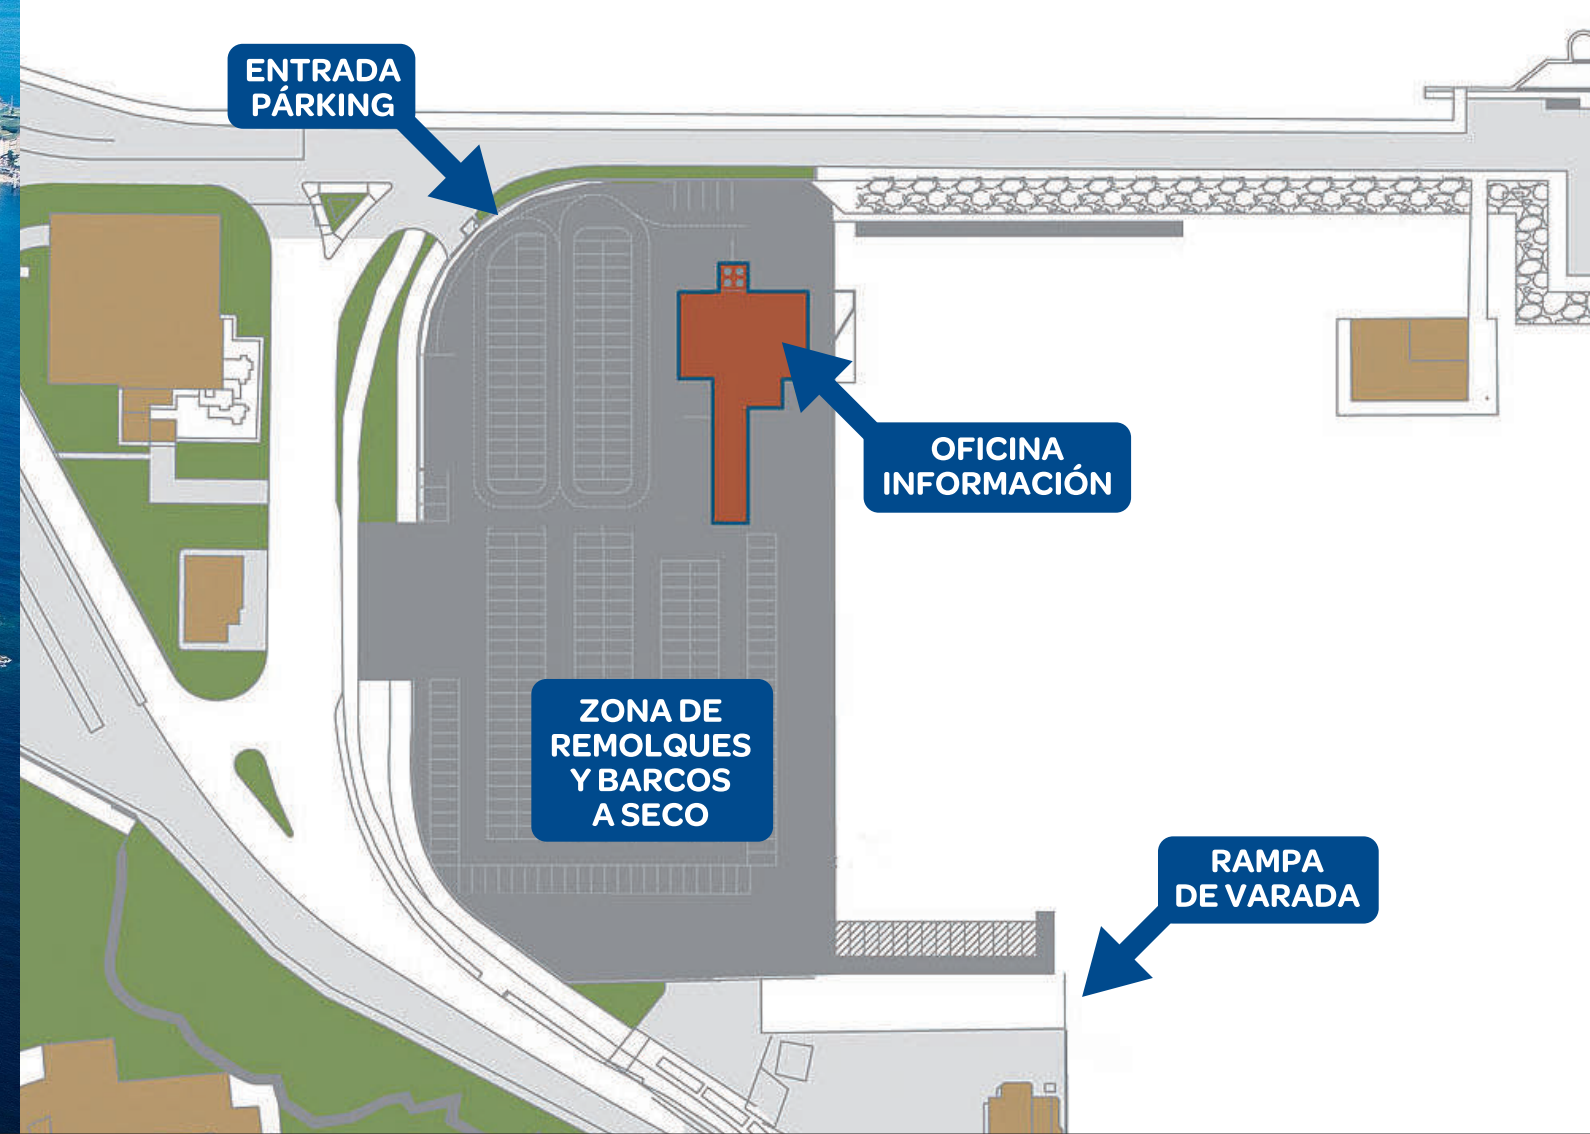 ENTRADA
PÁRKING
OFICINA
INFORMACIÓN
ZONA DE
REMOLQUES
Y BARCOS
A SECO
RAMPA
DE VARADA